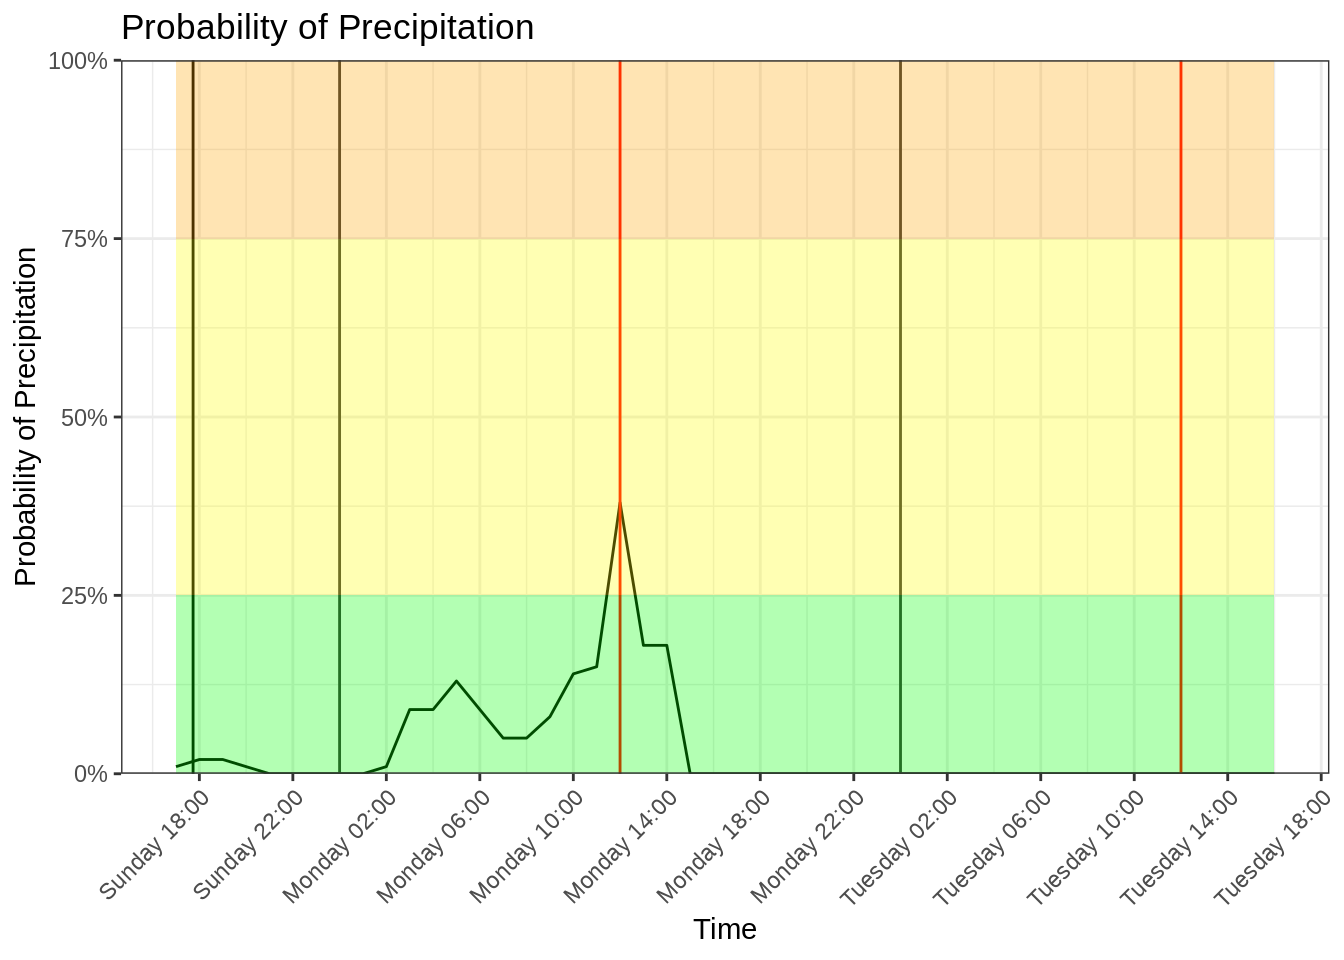 Probability of Precipitation
Probability of Precipitation
100%
75%
50%
25%
0%
Sunday 18:00
Sunday 22:00
Monday 02:00
Monday 06:00
Monday 10:00
Monday 14:00
Monday 18:00
Monday 22:00
Tuesday 02:00
Tuesday 06:00
Tuesday 10:00
Tuesday 14:00
Tuesday 18:00
Time